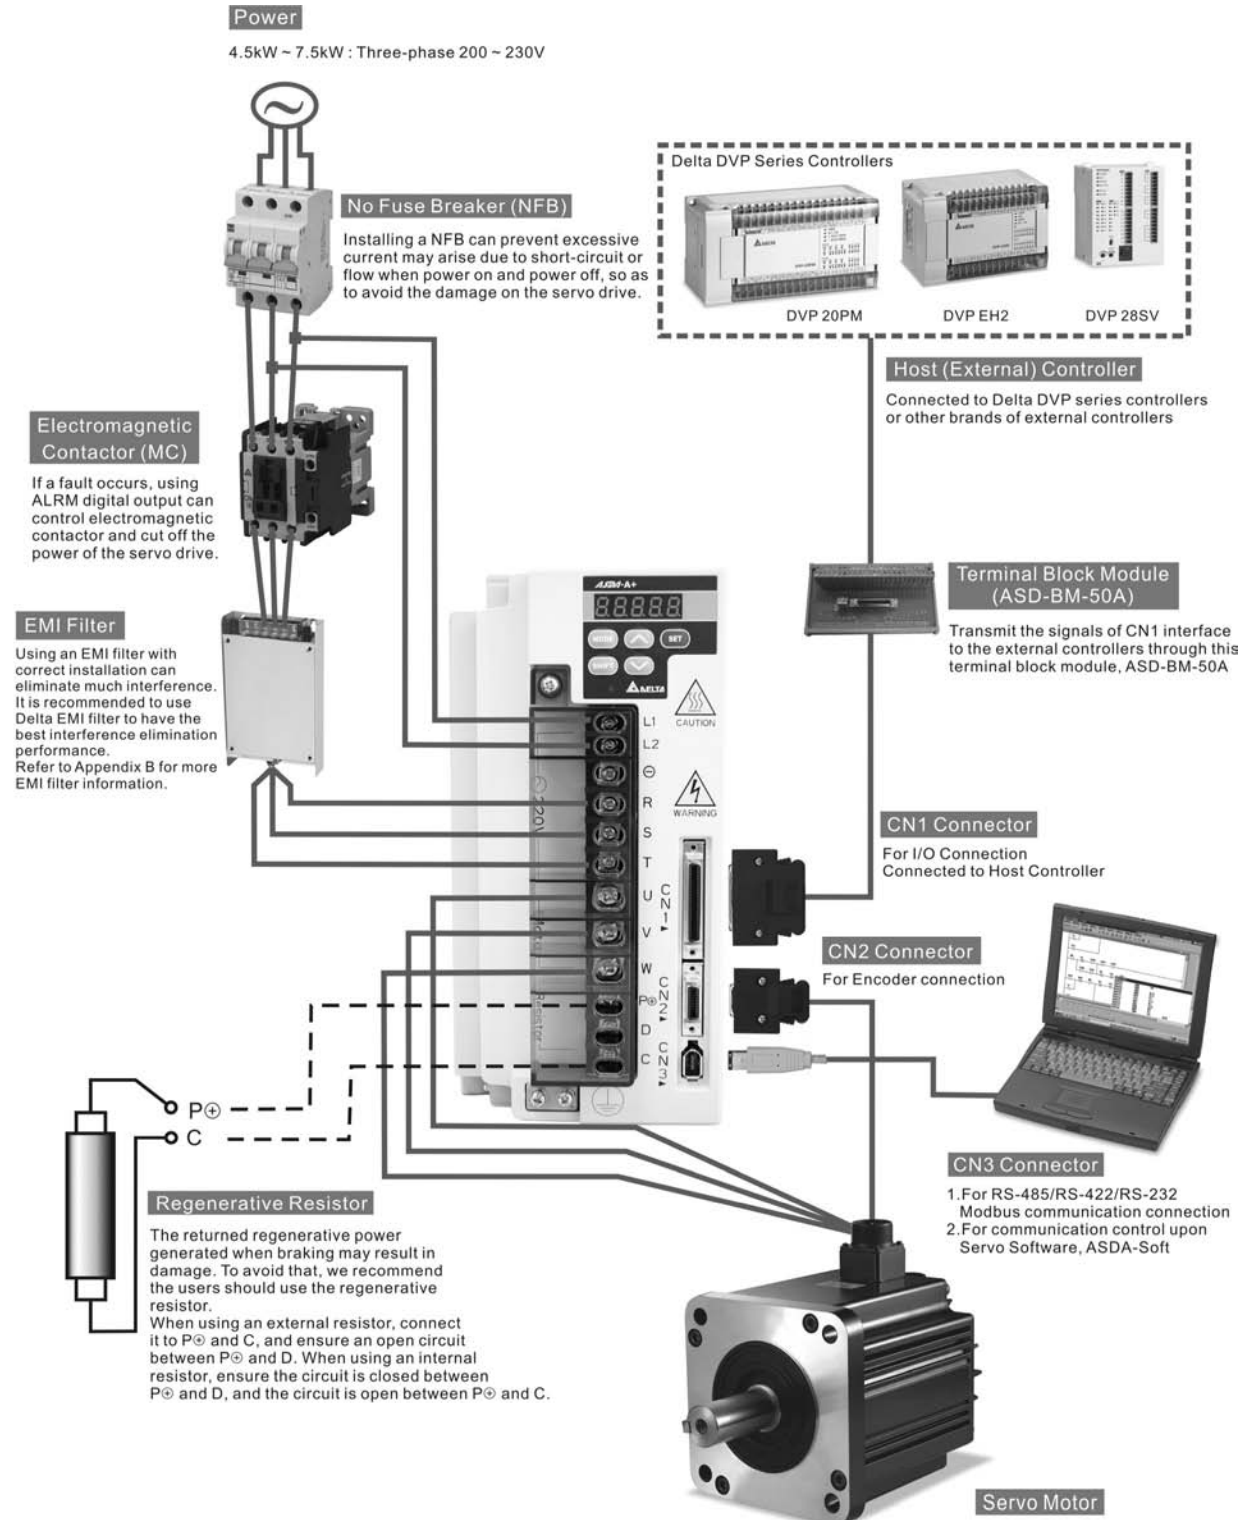 Power
4.5kW ~ 7.5kW : Three-phase 200 ~ 230V
No Fuse Breaker (NFB)
Installing a NFB can prevent excessive
current may arise due to short-circuit or
flow when power on and power off, so as
to avoid the damage on the servo drive.
Delta DVP Series Controllers
DVP 20PM
DVP EH2
DVP 28SV
Host (External) Controller
Connected to Delta DVP series controllers
or other brands of external controllers
Electromagnetic
Contactor (MC)
If a fault occurs, using
ALRM digital output can
control electromagnetic
contactor and cut off the
power of the servo drive.
Terminal Block Module
(ASD-BM-50A)
Transmit the signals of CN1 interface
to the external controllers through this
terminal block module, ASD-BM-50A
EMI Filter
Using an EMI filter with
correct installation can
eliminate much interference.
It is recommended to use
Delta EMI filter to have the
best interference elimination
performance.
Refer to Appendix B for more
EMI filter information.
ASDA-A+
MODE
SET
SHIFT
DELTA
CAUTION
WARNING
L1
L2
⊖
R
S
T
U
V
W
P⊕
D
C
220V
Motor
Resistor
CN1
CN2
CN3
CN1 Connector
For I/O Connection
Connected to Host Controller
CN2 Connector
For Encoder connection
CN3 Connector
1.For RS-485/RS-422/RS-232
Modbus communication connection
2.For communication control upon
Servo Software, ASDA-Soft
P⊕
C
Regenerative Resistor
The returned regenerative power
generated when braking may result in
damage. To avoid that, we recommend
the users should use the regenerative
resistor.
When using an external resistor, connect
it to P⊕ and C, and ensure an open circuit
between P⊕ and D. When using an internal
resistor, ensure the circuit is closed between
P⊕ and D, and the circuit is open between P⊕ and C.
Servo Motor